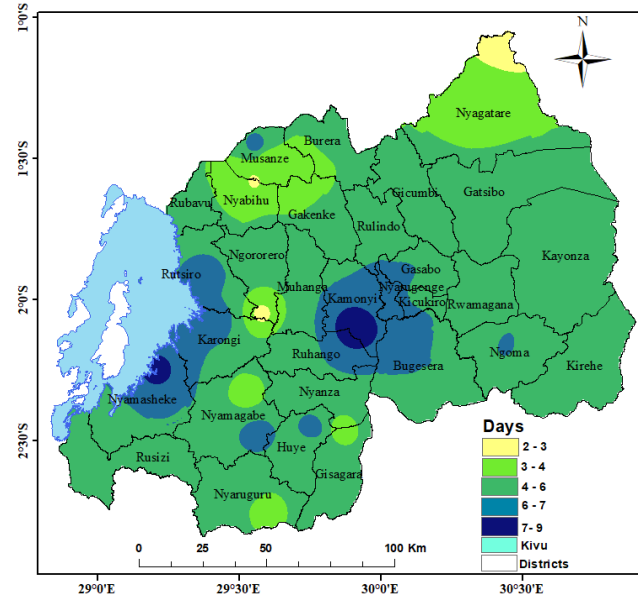 1°0'S
N
Nyagatare
Burera
1°30'S
Musanze
Gicumbi
Gatsibo
Nyabihu
Rubavu
Gakenke
Rulindo
Ngororero
Kayonza
Gasabo
Rutsiro
Nyarugenge
Muhanga
2°0'S
Kamonyi
Kicukiro
Rwamagana
Karongi
Ruhango
Bugesera
Ngoma
Kirehe
Nyamasheke
Nyanza
Nyamagabe
2°30'S
Huye
Rusizi
Gisagara
Nyaruguru
Days
2 - 3
3 - 4
4 - 6
6 - 7
7- 9
Kivu
Districts
0 25 50 100 Km
29°0'E 29°30'E 30°0'E 30°30'E